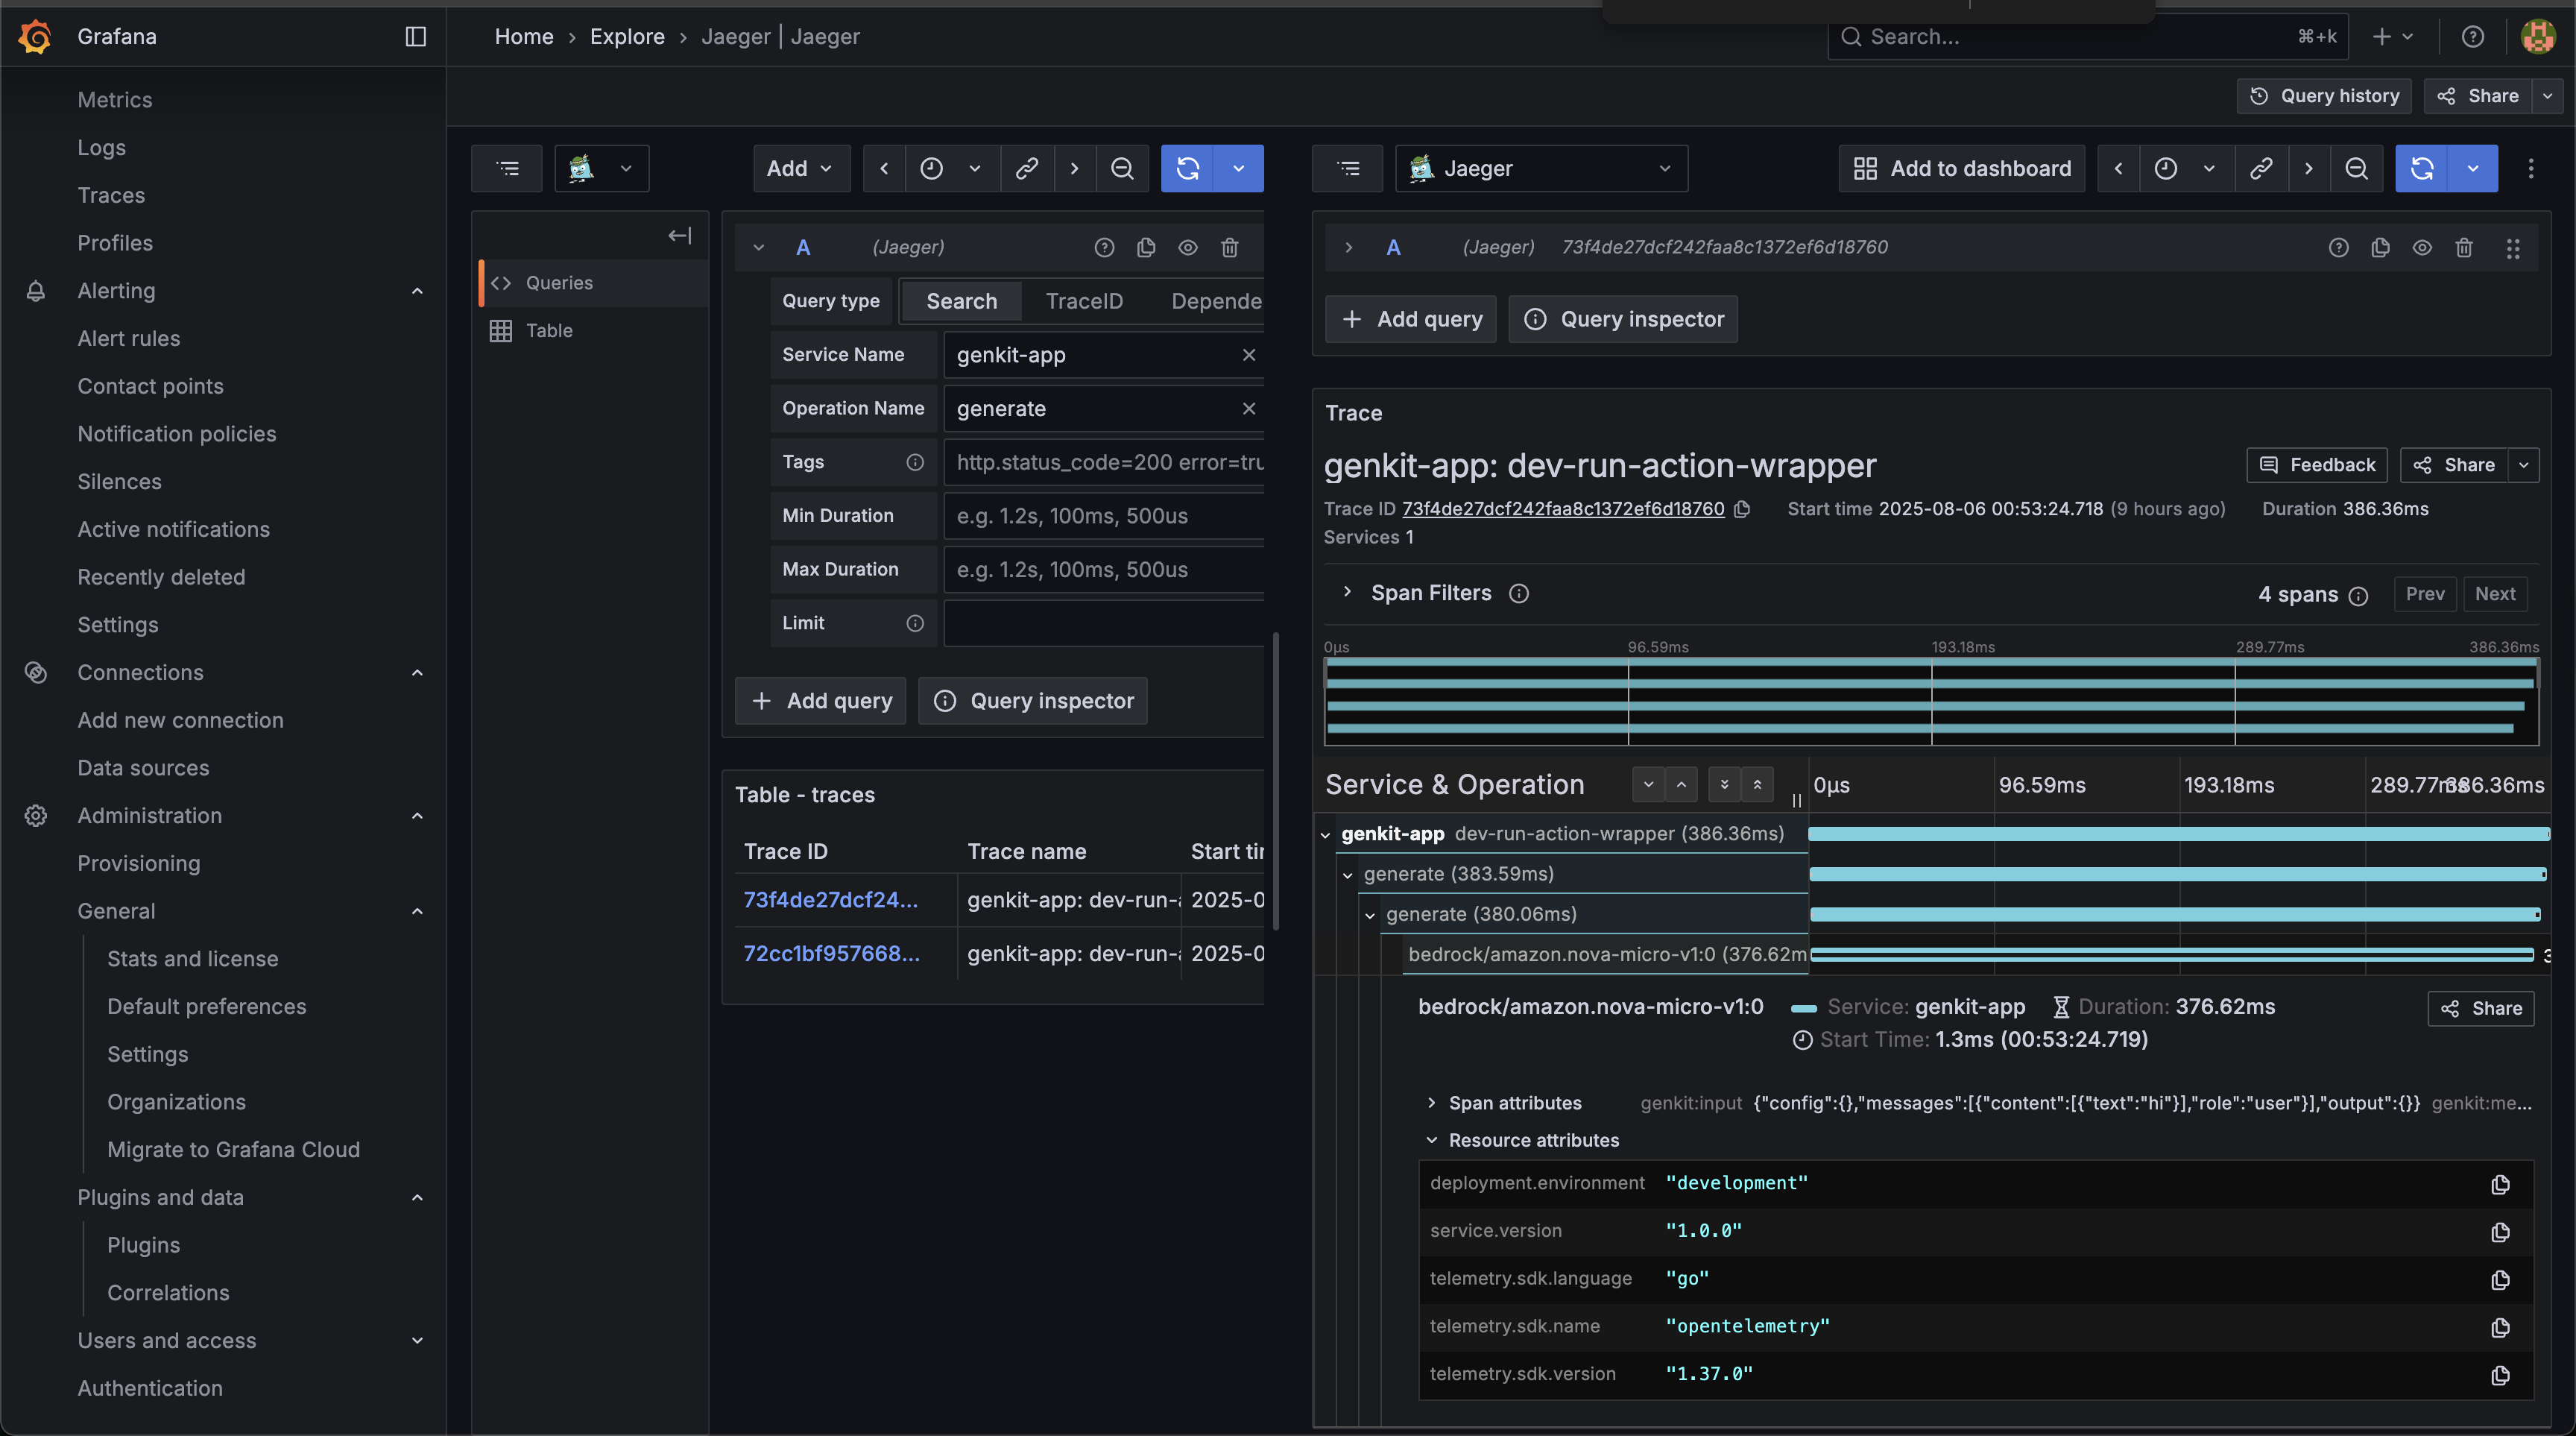 Grafana
Home › Explore › Jaeger | Jaeger
Search...
⌘+k
Query history
Share
Metrics
Logs
Traces
Profiles
Alerting
Alert rules
Contact points
Notification policies
Silences
Active notifications
Recently deleted
Settings
Connections
Add new connection
Data sources
Administration
Provisioning
General
Stats and license
Default preferences
Settings
Organizations
Migrate to Grafana Cloud
Plugins and data
Plugins
Correlations
Users and access
Authentication
Add
Queries
Table
A (Jaeger)
Query type Search TraceID Depende
Service Name genkit-app
Operation Name generate
Tags http.status_code=200 error=tru
Min Duration e.g. 1.2s, 100ms, 500us
Max Duration e.g. 1.2s, 100ms, 500us
Limit
Add query Query inspector
Table - traces
Trace ID Trace name Start tir
73f4de27dcf24... genkit-app: dev-run-a 2025-0
72cc1bf957668... genkit-app: dev-run-a 2025-0
Jaeger
Add to dashboard
A (Jaeger) 73f4de27dcf242faa8c1372ef6d18760
Add query Query inspector
Trace
genkit-app: dev-run-action-wrapper
Feedback Share
Trace ID 73f4de27dcf242faa8c1372ef6d18760 Start time 2025-08-06 00:53:24.718 (9 hours ago) Duration 386.36ms
Services 1
Span Filters 4 spans Prev Next
0μs 96.59ms 193.18ms 289.77ms 386.36ms
Service & Operation 0μs 96.59ms 193.18ms 289.77ms 386.36ms
genkit-app dev-run-action-wrapper (386.36ms)
generate (383.59ms)
generate (380.06ms)
bedrock/amazon.nova-micro-v1:0 (376.62m 3
bedrock/amazon.nova-micro-v1:0 Service: genkit-app Duration: 376.62ms
Share
Start Time: 1.3ms (00:53:24.719)
Span attributes genkit:input {"config":{},"messages":[{"content":[{"text":"hi"}],"role":"user"}],"output":{}} genkit:me...
Resource attributes
deployment.environment "development"
service.version "1.0.0"
telemetry.sdk.language "go"
telemetry.sdk.name "opentelemetry"
telemetry.sdk.version "1.37.0"